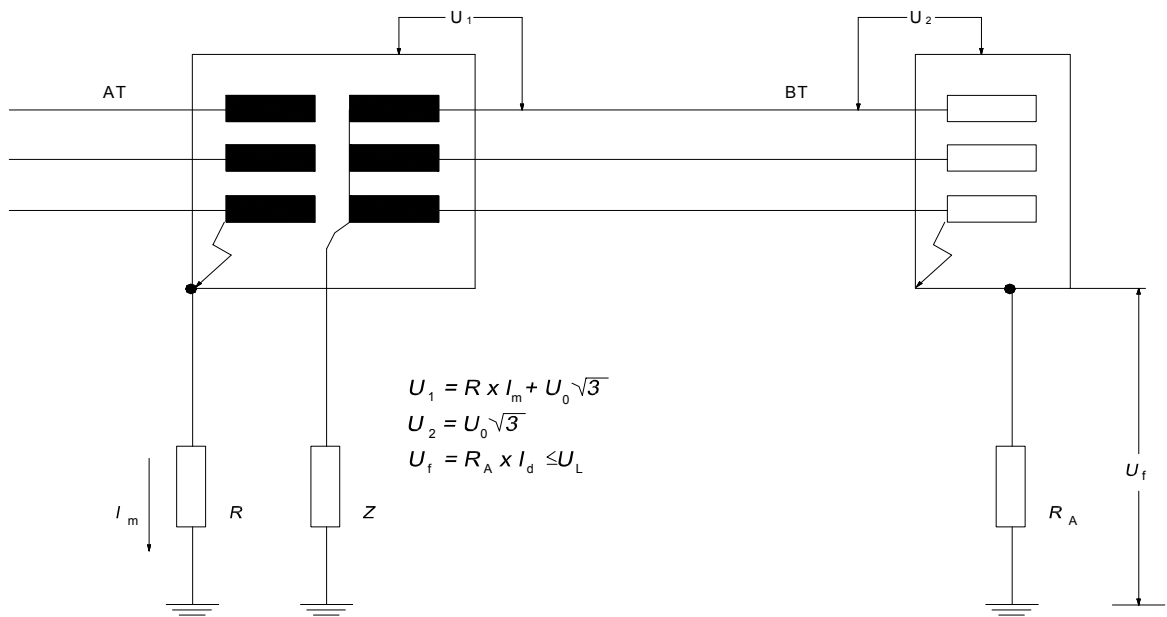 U1
U2
AT
BT
U1 = R x Im + U0√3
U2 = U0√3
Uf = RA x Id ≤UL
Im
R
Z
RA
Uf